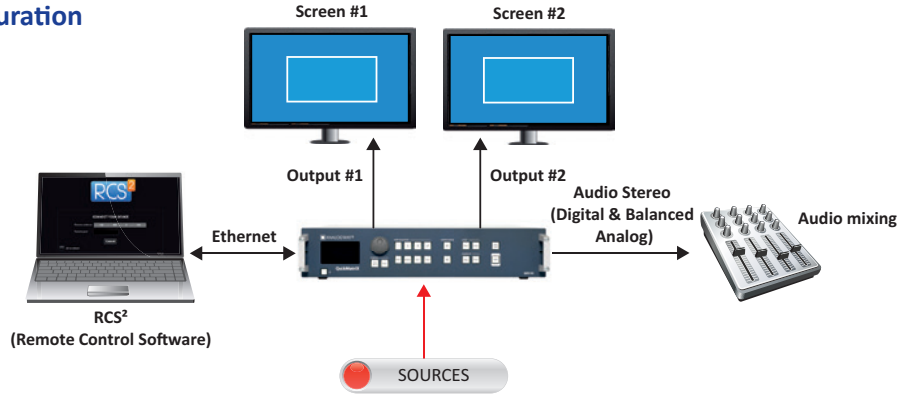 uration
Screen #1
Screen #2
Output #1
Output #2
Audio Stereo
(Digital & Balanced
Analog)
Audio mixing
RCS²
Ethernet
RCS²
(Remote Control Software)
SOURCES